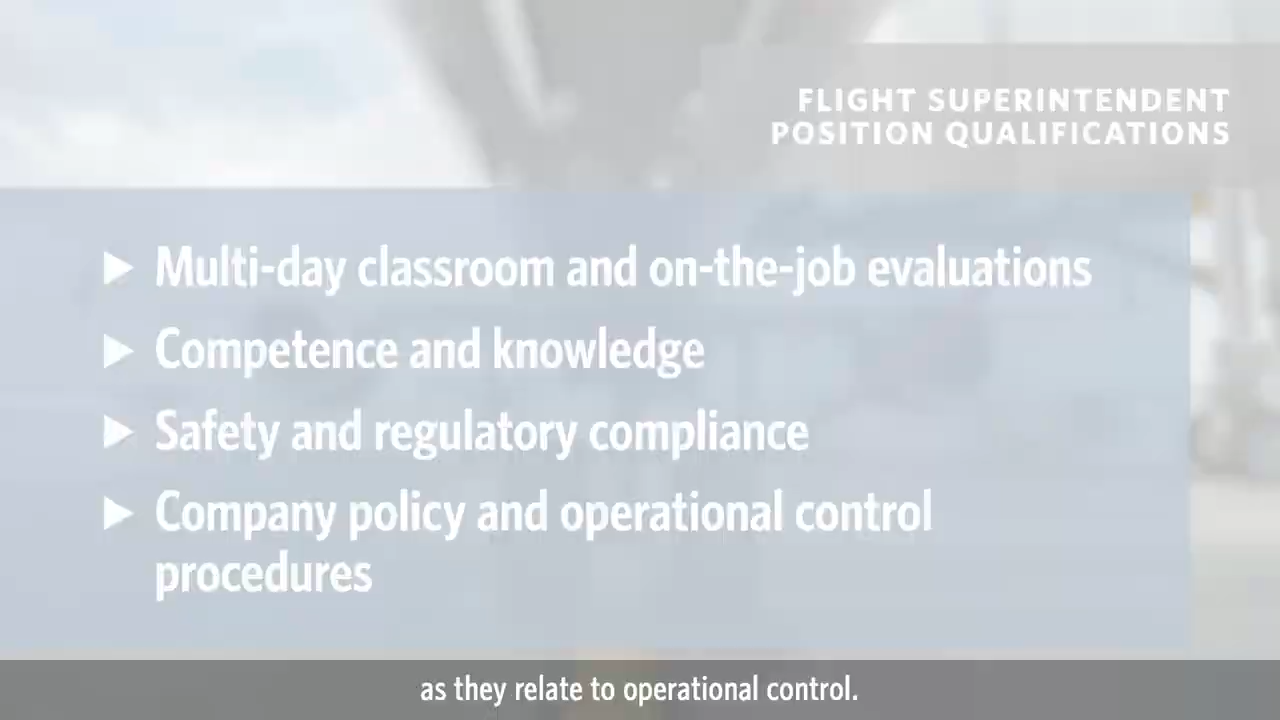 FLIGHT SUPERINTENDENT
POSITION QUALIFICATIONS
▶ Multi-day classroom and on-the-job evaluations
▶ Competence and knowledge
▶ Safety and regulatory compliance
▶ Company policy and operational control
procedures
as they relate to operational control.